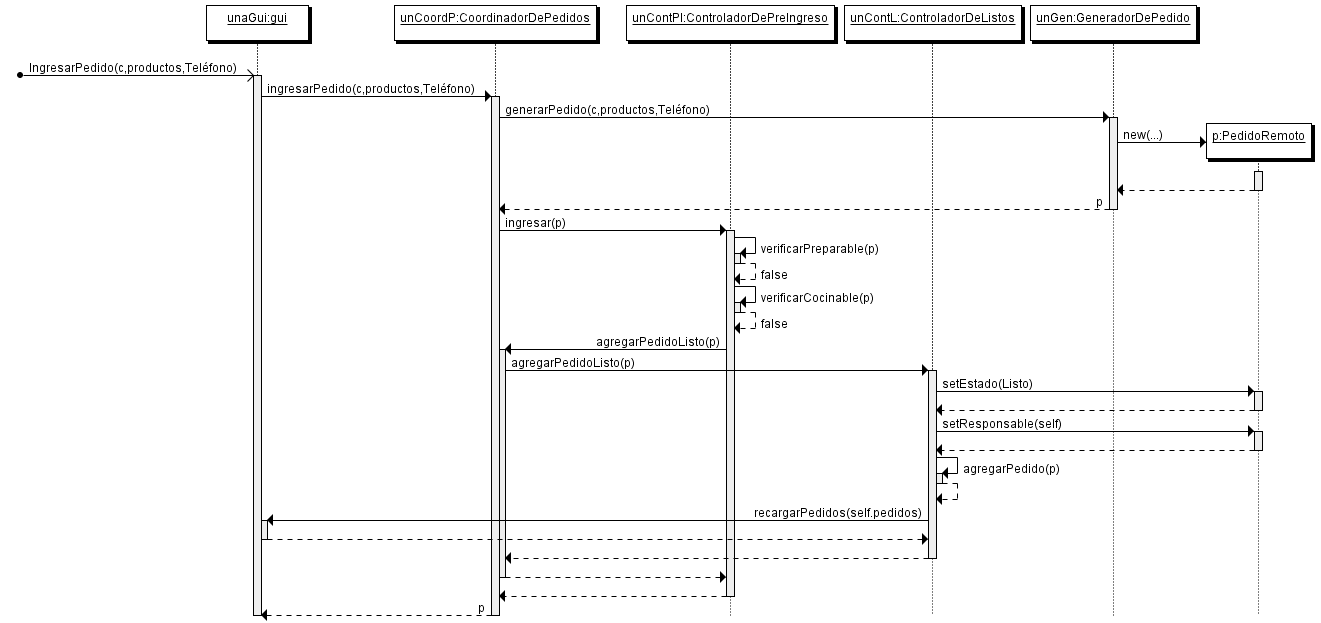 unaGui:gui
unCoordP:CoordinadorDePedidos
unContPI:ControladorDePreIngreso
unContL:ControladorDeListos
unGen:GeneradorDePedido
IngresarPedido(c,productos,Teléfono)
ingresarPedido(c,productos,Teléfono)
generarPedido(c,productos,Teléfono)
new(...)
p:PedidoRemoto
p
ingresar(p)
verificarPreparable(p)
false
verificarCocinable(p)
false
agregarPedidoListo(p)
agregarPedidoListo(p)
setEstado(Listo)
setResponsable(self)
agregarPedido(p)
recargarPedidos(self.pedidos)
p